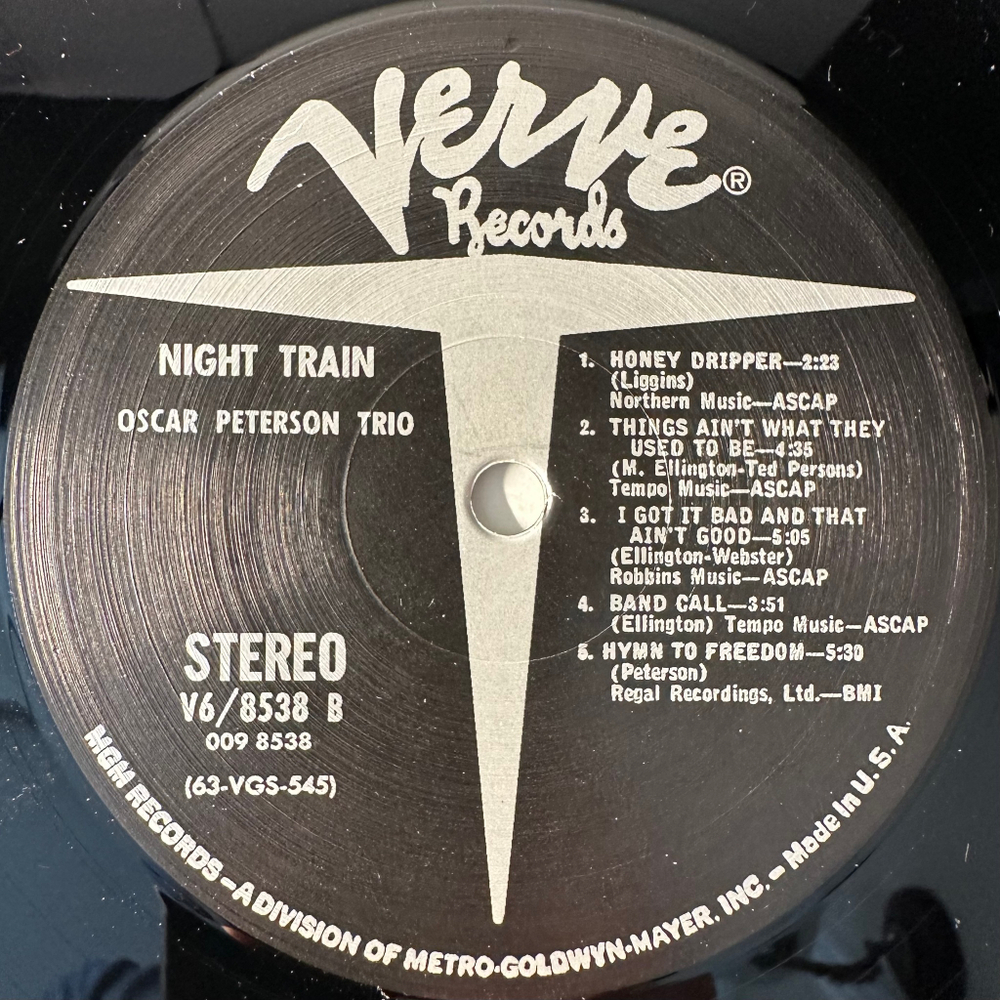 Verve®
Records
NIGHT TRAIN
OSCAR PETERSON TRIO
1. HONEY DRIPPER—2:23
(Liggins)
Northern Music—ASCAP
2. THINGS AIN'T WHAT THEY
USED TO BE—4:35
(M. Ellington-Ted Persons)
Tempo Music—ASCAP
3. I GOT IT BAD AND THAT
AIN'T GOOD—5:05
(Ellington-Webster)
Robbins Music—ASCAP
4. BAND CALL—3:51
(Ellington) Tempo Music—ASCAP
5. HYMN TO FREEDOM—5:30
(Peterson)
Regal Recordings, Ltd.—BMI
STEREO
V6/8538 B
009 8538
(63-VGS-545)
MGM RECORDS – A DIVISION OF METRO-GOLDWYN-MAYER, INC. – Made In U. S. A.